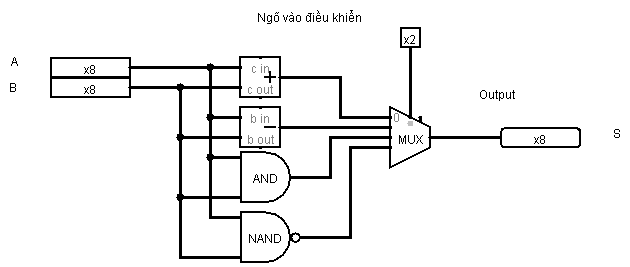 Ngõ vào điều khiển
x2
A
x8
c in
+
c out
B
x8
Output
b in
−
b out
0
MUX
x8
S
AND
NAND